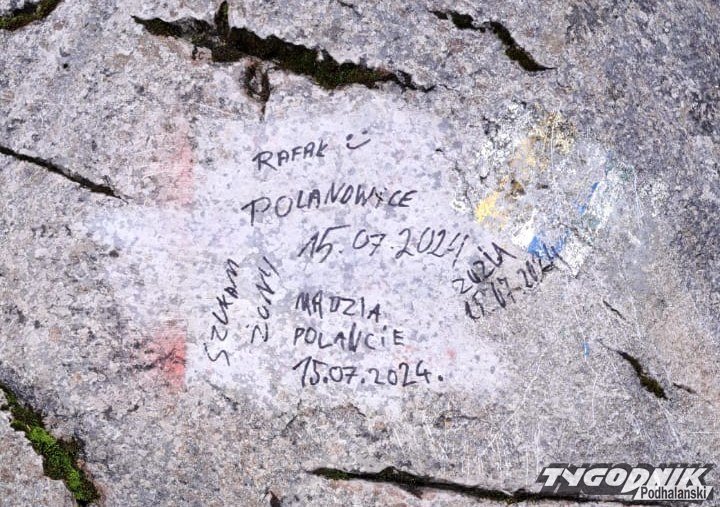 RAFAŁ
POLANOWICE
15.07.2024
SZUKAM
ŻONY
MADZIA
POLANCIE
15.07.2024.
ZUZIA
15.07.2024
TYGODNIK
Podhalański